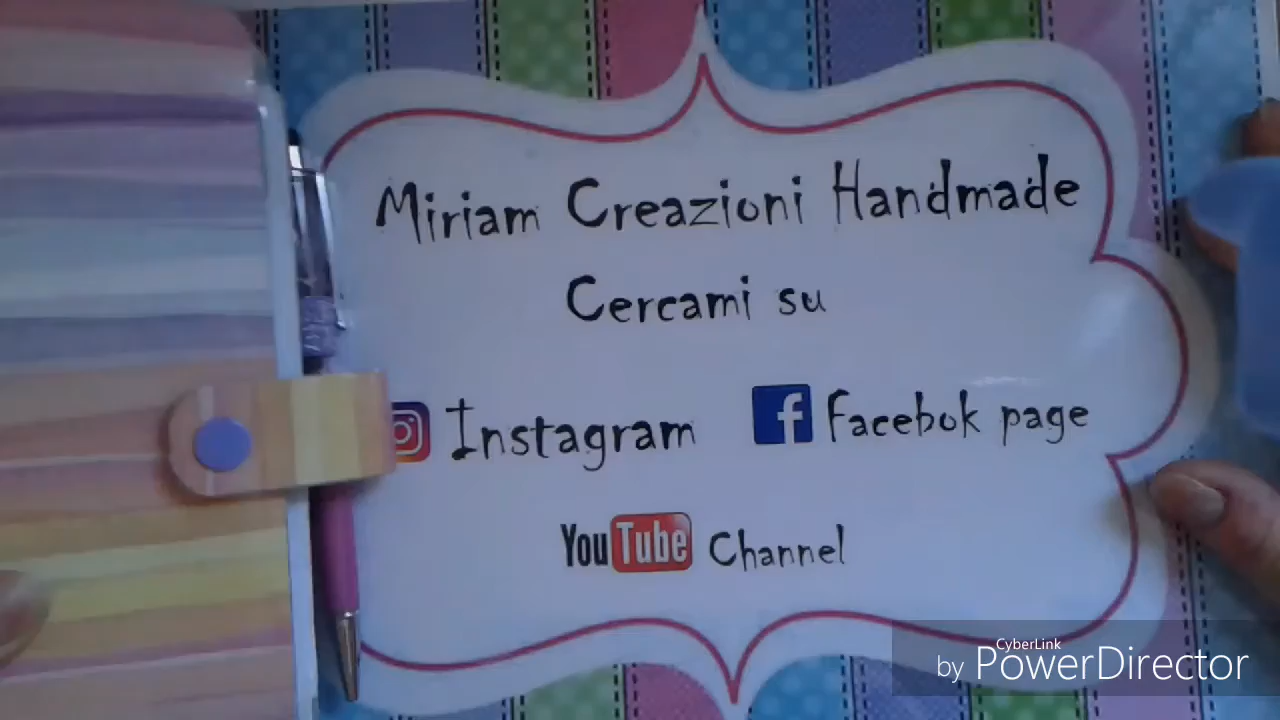 Miriam Creazioni Handmade
Cercami su
Instagram
Facebok page
YouTube Channel
CyberLink
by PowerDirector